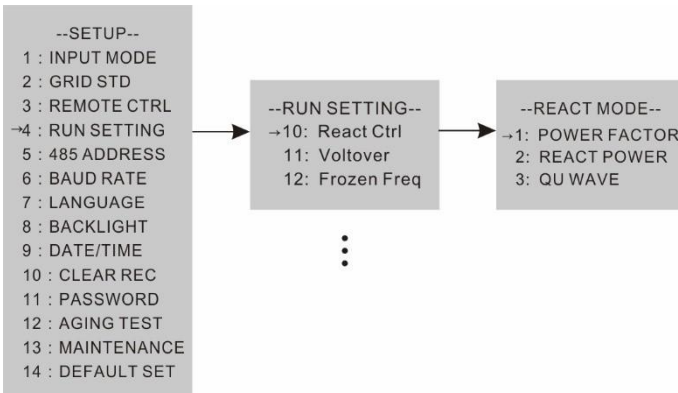 --SETUP--
1 : INPUT MODE
2 : GRID STD
3 : REMOTE CTRL
→4 : RUN SETTING
5 : 485 ADDRESS
6 : BAUD RATE
7 : LANGUAGE
8 : BACKLIGHT
9 : DATE/TIME
10 : CLEAR REC
11 : PASSWORD
12 : AGING TEST
13 : MAINTENANCE
14 : DEFAULT SET
--RUN SETTING--
→10: React Ctrl
11: Voltover
12: Frozen Freq
--REACT MODE--
→1: POWER FACTOR
2: REACT POWER
3: QU WAVE